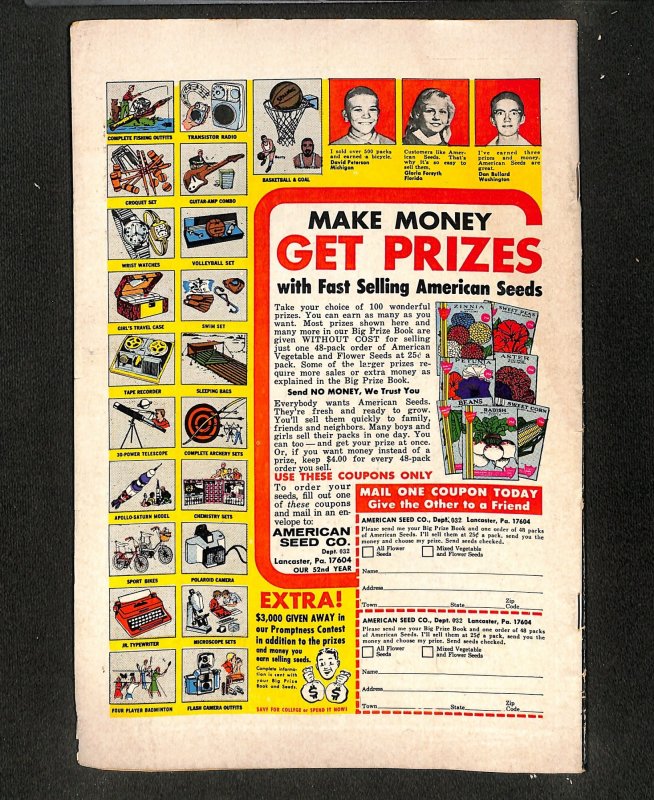 COMPLETE FISHING OUTFITS
TRANSISTOR RADIO
CROQUET SET
GUITAR-AMP COMBO
BASKETBALL & GOAL
WRIST WATCHES
VOLLEYBALL SET
GIRL'S TRAVEL CASE
SWIM SET
TAPE RECORDER
SLEEPING BAGS
30-POWER TELESCOPE
COMPLETE ARCHERY SETS
APOLLO-SATURN MODEL
CHEMISTRY SETS
SPORT BIKES
POLAROID CAMERA
JR. TYPEWRITER
MICROSCOPE SETS
FOUR PLAYER BADMINTON
FLASH CAMERA OUTFITS
I sold over 500 packs
and earned a bicycle.
David Peterson
Michigan
Customers like Amer-
ican Seeds. That's
why it's so easy to
sell them.
Gloria Forsyth
Florida
I've earned three
prizes and money.
American Seeds are
great.
Dan Bullard
Washington
MAKE MONEY
GET PRIZES
with Fast Selling American Seeds
Take your choice of 100 wonderful
prizes. You can earn as many as you
want. Most prizes shown here and
many more in our Big Prize Book are
given WITHOUT COST for selling
just one 48-pack order of American
Vegetable and Flower Seeds at 25¢ a
pack. Some of the larger prizes re-
quire more sales or extra money as
explained in the Big Prize Book.
Send NO MONEY, We Trust You
Everybody wants American Seeds.
They're fresh and ready to grow.
You'll sell them quickly to family,
friends and neighbors. Many boys and
girls sell their packs in one day. You
can too — and get your prize at once.
Or, if you want money instead of a
prize, keep $4.00 for every 48-pack
order you sell.
USE THESE COUPONS ONLY
ZINNIA
SWEET PEAS
PETUNIA
ASTER
BEANS
RADISH
SWEET CORN
To order your
seeds, fill out one
of these coupons
and mail in an en-
velope to:
AMERICAN
SEED CO.
Dept. 032
Lancaster, Pa. 17604
OUR 52nd YEAR
EXTRA!
$3,000 GIVEN AWAY in
our Promptness Contest
in addition to the prizes
and money you
earn selling seeds.
Complete informa-
tion is sent with
your Big Prize
Book and Seeds.
SAVE FOR COLLEGE or SPEND IT NOW!
MAIL ONE COUPON TODAY
Give the Other to a Friend
AMERICAN SEED CO., Dept. 032 Lancaster, Pa. 17604
Please send me your Big Prize Book and one order of 48 packs
of American Seeds. I'll sell them at 25¢ a pack, send you the
money and choose my prize. Send seeds checked.
All Flower Seeds
Mixed Vegetable and Flower Seeds
Name
Address
Town State Zip Code
AMERICAN SEED CO., Dept. 032 Lancaster, Pa. 17604
Please send me your Big Prize Book and one order of 48 packs
of American Seeds. I'll sell them at 25¢ a pack, send you the
money and choose my prize. Send seeds checked.
All Flower Seeds
Mixed Vegetable and Flower Seeds
Name
Address
Town State Zip Code